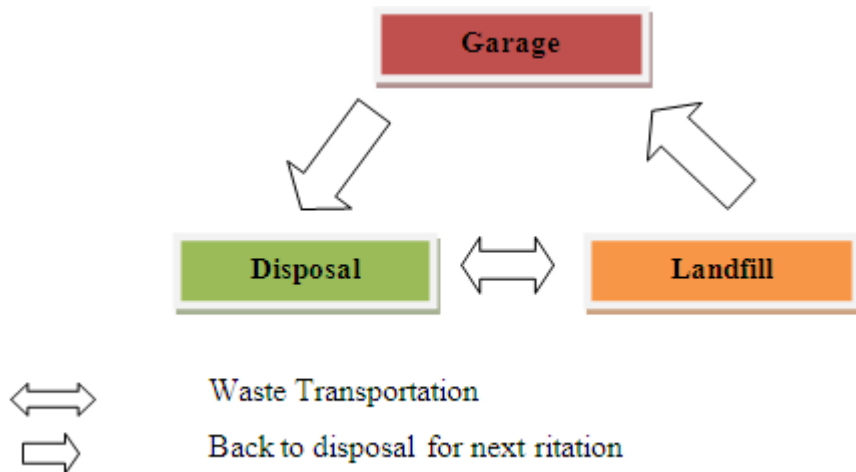 Garage
Disposal
Landfill
Waste Transportation
Back to disposal for next ritation